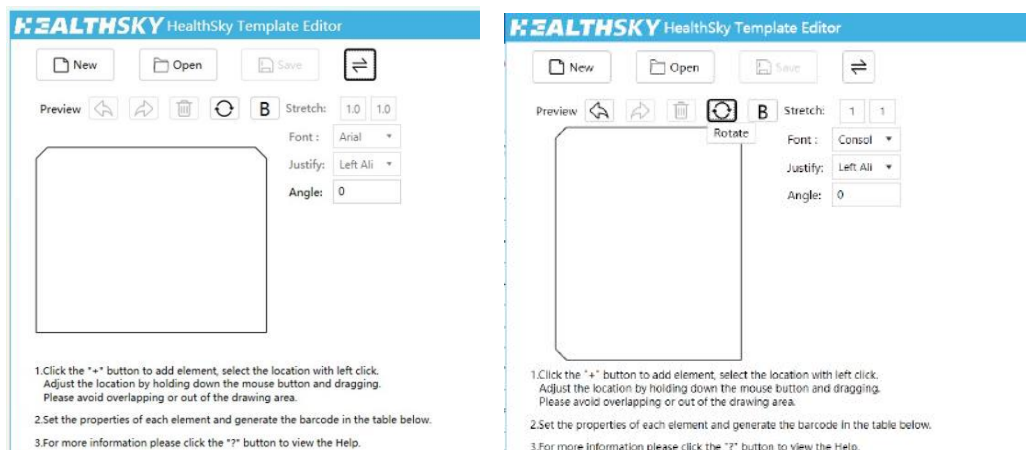 HEALTHSKY HealthSky Template Editor
New Open Save
Preview B Stretch: 1.0 1.0
Font : Arial
Justify: Left Ali
Angle: 0
1.Click the "+" button to add element, select the location with left click.
Adjust the location by holding down the mouse button and dragging.
Please avoid overlapping or out of the drawing area.
2.Set the properties of each element and generate the barcode in the table below.
3.For more information please click the "?" button to view the Help.
HEALTHSKY HealthSky Template Editor
New Open Save
Preview B Stretch: 1 1
Rotate
Font : Consol
Justify: Left Ali
Angle: 0
1.Click the "+" button to add element, select the location with left click.
Adjust the location by holding down the mouse button and dragging.
Please avoid overlapping or out of the drawing area.
2.Set the properties of each element and generate the barcode in the table below.
3.For more information please click the "?" button to view the Help.